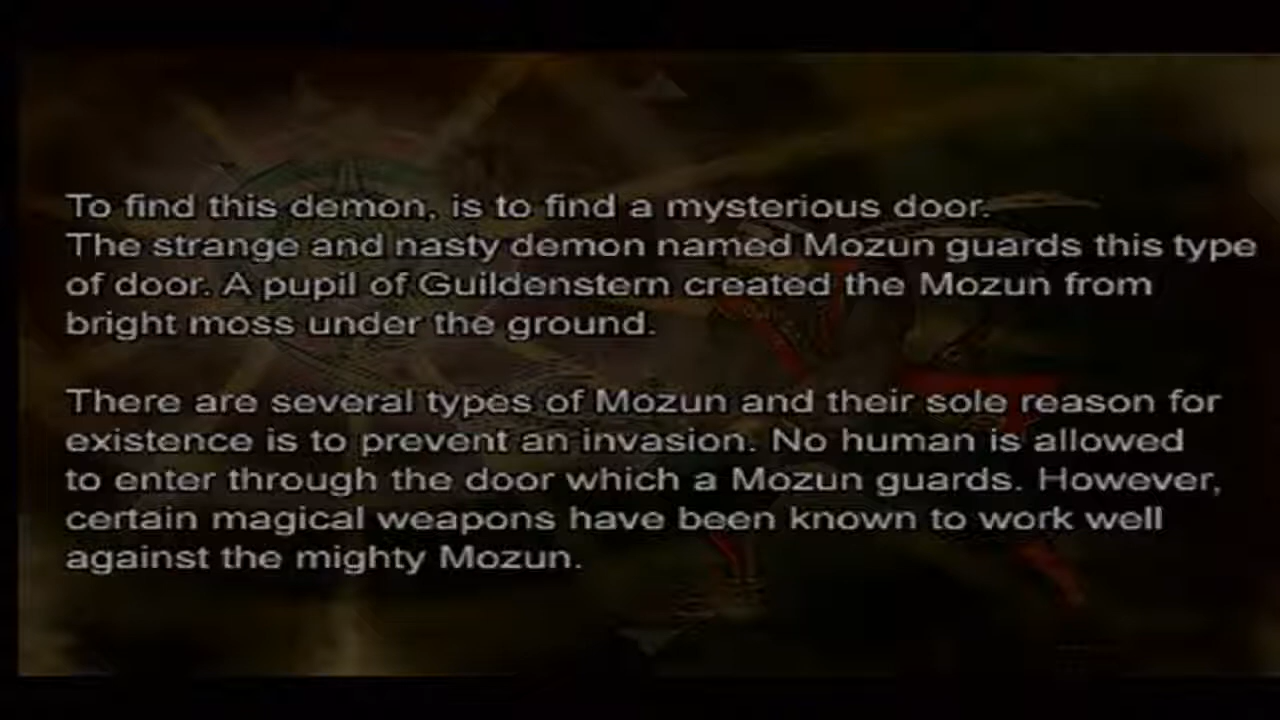 To find this demon, is to find a mysterious door.
The strange and nasty demon named Mozun guards this type
of door. A pupil of Guildenstern created the Mozun from
bright moss under the ground.
There are several types of Mozun and their sole reason for
existence is to prevent an invasion. No human is allowed
to enter through the door which a Mozun guards. However,
certain magical weapons have been known to work well
against the mighty Mozun.